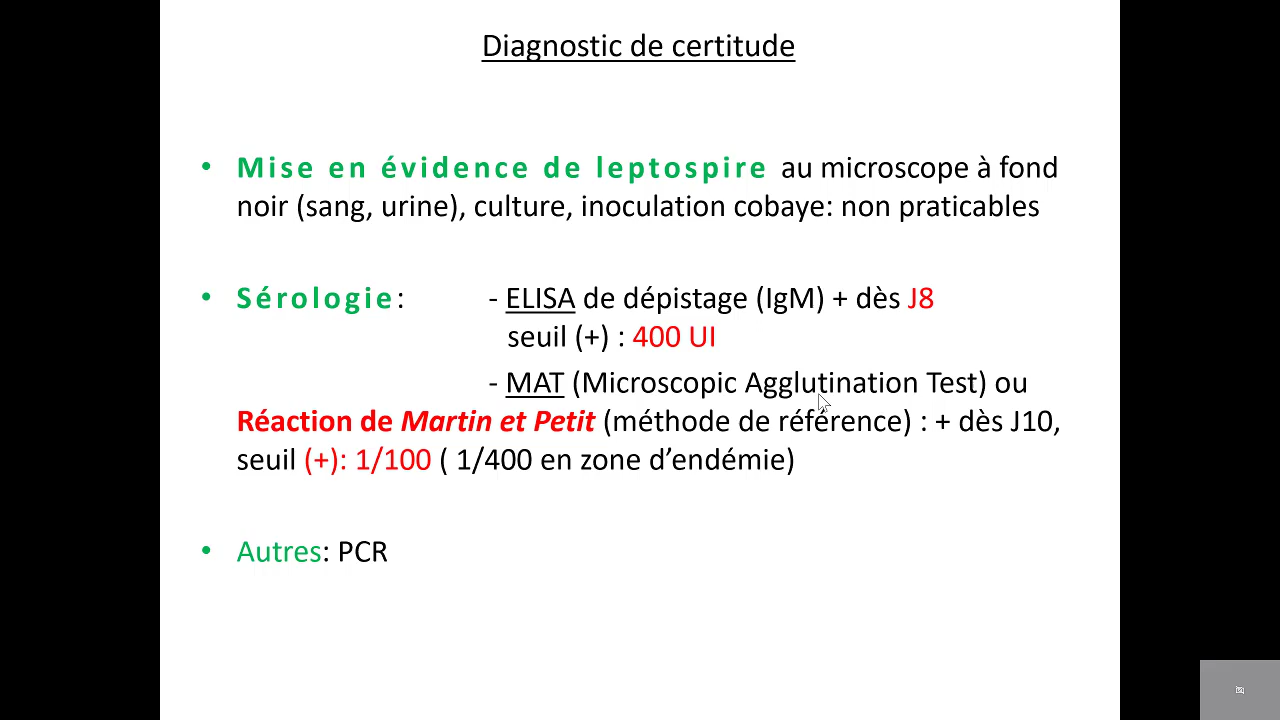 Diagnostic de certitude
• Mise en évidence de leptospire au microscope à fond
noir (sang, urine), culture, inoculation cobaye: non praticables
• Sérologie: - ELISA de dépistage (IgM) + dès J8
seuil (+) : 400 UI
- MAT (Microscopic Agglutination Test) ou
Réaction de Martin et Petit (méthode de référence) : + dès J10,
seuil (+): 1/100 ( 1/400 en zone d’endémie)
• Autres: PCR